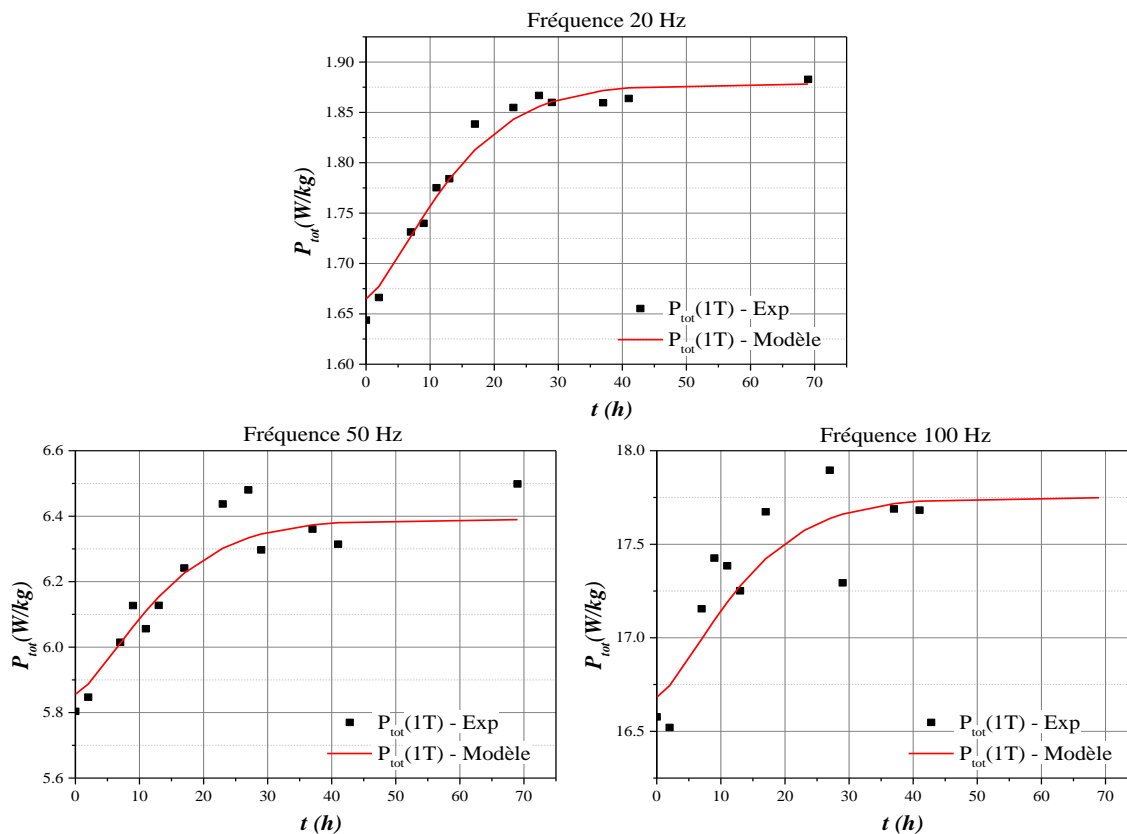 Fréquence 20 Hz
1.90
1.85
1.80
1.75
1.70
1.65
1.60
P_tot(W/kg)
P_tot(1T) - Exp
P_tot(1T) - Modèle
0 10 20 30 40 50 60 70
t (h)
Fréquence 50 Hz
6.6
6.4
6.2
6.0
5.8
5.6
P_tot(W/kg)
P_tot(1T) - Exp
P_tot(1T) - Modèle
0 10 20 30 40 50 60 70
t (h)
Fréquence 100 Hz
18.0
17.5
17.0
16.5
P_tot(W/kg)
P_tot(1T) - Exp
P_tot(1T) - Modèle
0 10 20 30 40 50 60 70
t (h)